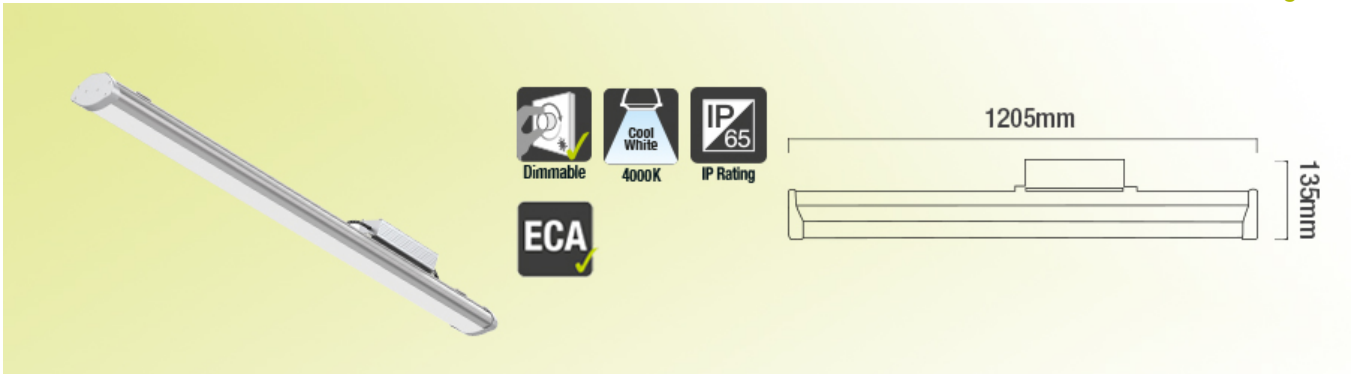 Dimmable
Cool
White
4000K
IP
65
IP Rating
ECA
1205mm
135mm